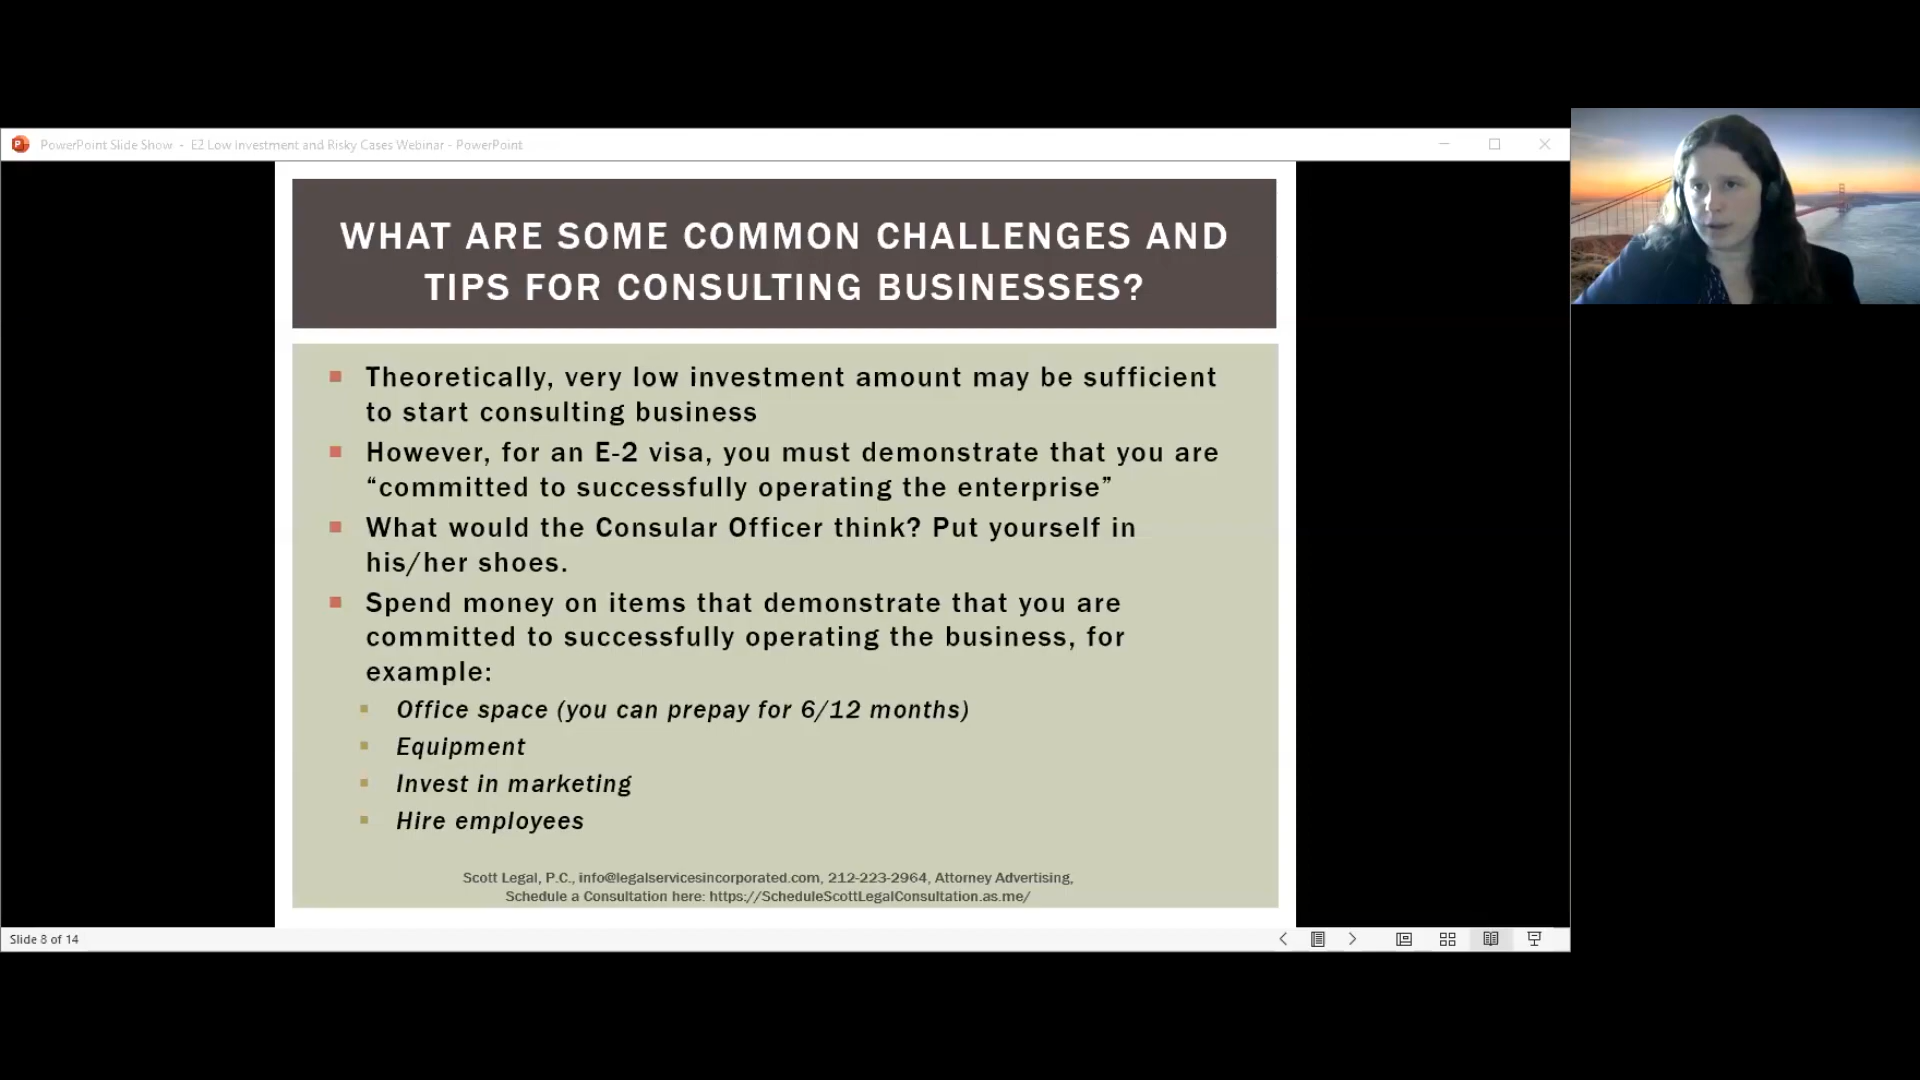 PowerPoint Slide Show - E2 Low Investment and Risky Cases Webinar - PowerPoint
WHAT ARE SOME COMMON CHALLENGES AND
TIPS FOR CONSULTING BUSINESSES?
Theoretically, very low investment amount may be sufficient
to start consulting business
However, for an E-2 visa, you must demonstrate that you are
“committed to successfully operating the enterprise”
What would the Consular Officer think? Put yourself in
his/her shoes.
Spend money on items that demonstrate that you are
committed to successfully operating the business, for
example:
Office space (you can prepay for 6/12 months)
Equipment
Invest in marketing
Hire employees
Scott Legal, P.C., info@legalservicesincorporated.com, 212-223-2964, Attorney Advertising,
Schedule a Consultation here: https://ScheduleScottLegalConsultation.as.me/
Slide 8 of 14